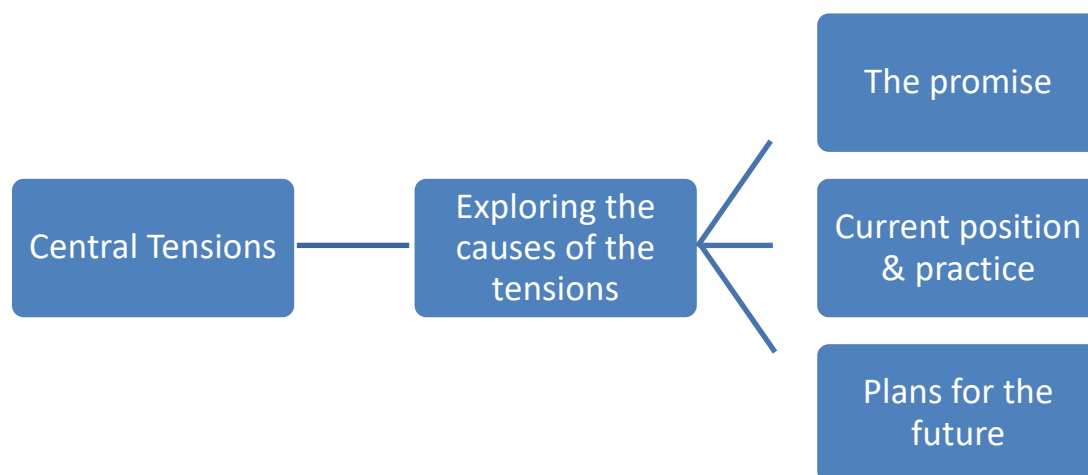 Central Tensions
Exploring the
causes of the
tensions
The promise
Current position
& practice
Plans for the
future